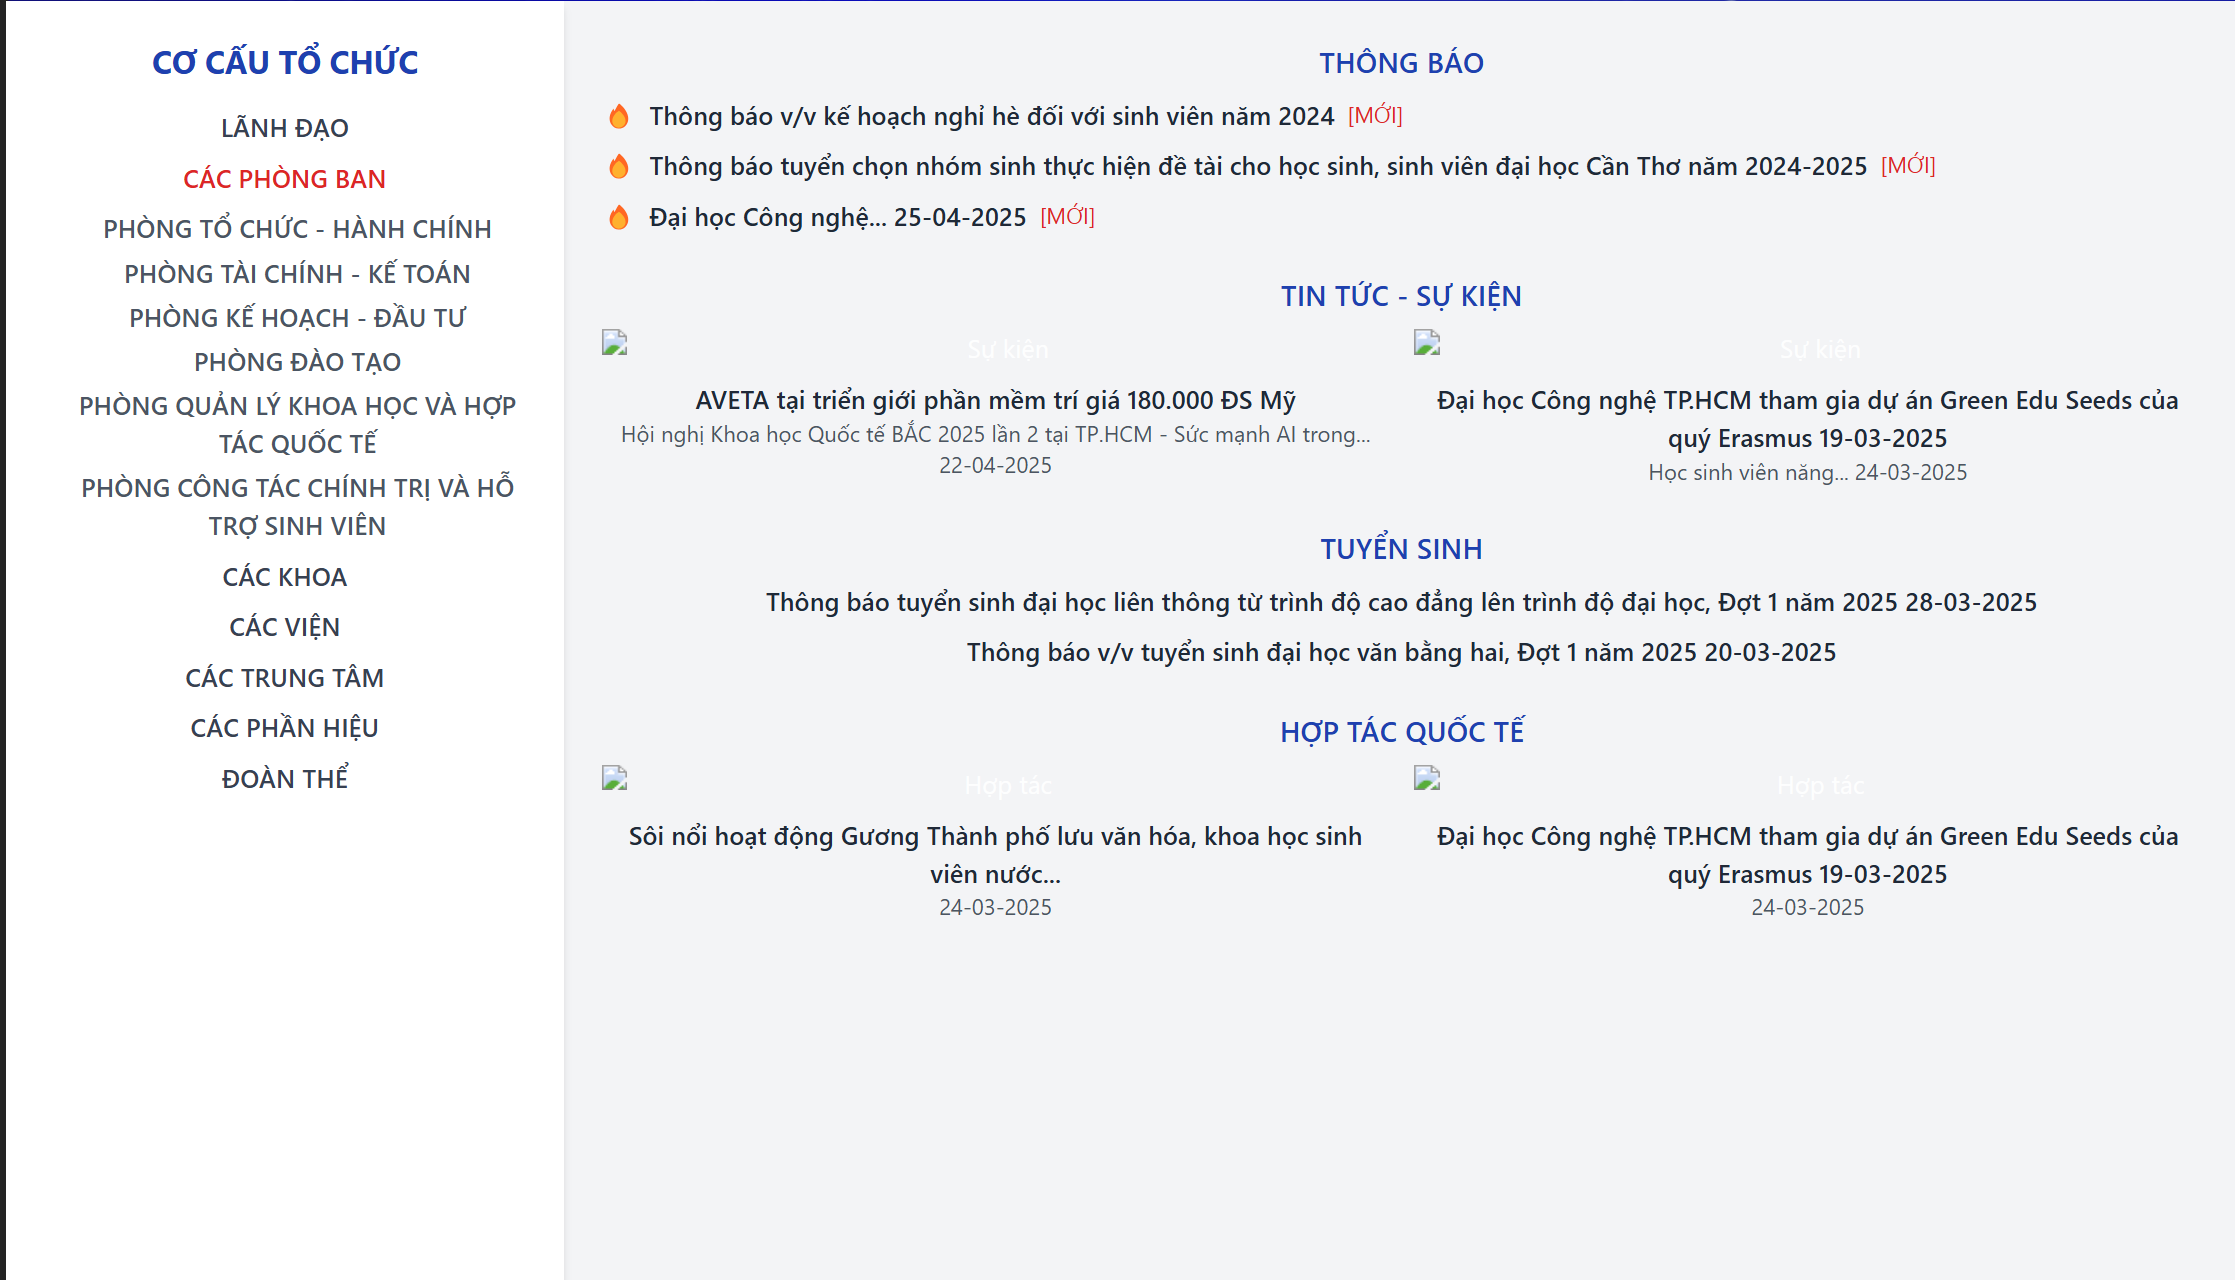 CƠ CẤU TỔ CHỨC
LÃNH ĐẠO
CÁC PHÒNG BAN
PHÒNG TỔ CHỨC - HÀNH CHÍNH
PHÒNG TÀI CHÍNH - KẾ TOÁN
PHÒNG KẾ HOẠCH - ĐẦU TƯ
PHÒNG ĐÀO TẠO
PHÒNG QUẢN LÝ KHOA HỌC VÀ HỢP
TÁC QUỐC TẾ
PHÒNG CÔNG TÁC CHÍNH TRỊ VÀ HỖ
TRỢ SINH VIÊN
CÁC KHOA
CÁC VIỆN
CÁC TRUNG TÂM
CÁC PHẦN HIỆU
ĐOÀN THỂ
THÔNG BÁO
Thông báo v/v kế hoạch nghỉ hè đối với sinh viên năm 2024 [MỚI]
Thông báo tuyển chọn nhóm sinh thực hiện đề tài cho học sinh, sinh viên đại học Cần Thơ năm 2024-2025 [MỚI]
Đại học Công nghệ... 25-04-2025 [MỚI]
TIN TỨC - SỰ KIỆN
Sự kiện
AVETA tại triển giới phần mềm trí giá 180.000 ĐS Mỹ
Hội nghị Khoa học Quốc tế BẮC 2025 lần 2 tại TP.HCM - Sức mạnh AI trong...
22-04-2025
Sự kiện
Đại học Công nghệ TP.HCM tham gia dự án Green Edu Seeds của
quý Erasmus 19-03-2025
Học sinh viên năng... 24-03-2025
TUYỂN SINH
Thông báo tuyển sinh đại học liên thông từ trình độ cao đẳng lên trình độ đại học, Đợt 1 năm 2025 28-03-2025
Thông báo v/v tuyển sinh đại học văn bằng hai, Đợt 1 năm 2025 20-03-2025
HỢP TÁC QUỐC TẾ
Hợp tác
Sôi nổi hoạt động Gương Thành phố lưu văn hóa, khoa học sinh
viên nước...
24-03-2025
Hợp tác
Đại học Công nghệ TP.HCM tham gia dự án Green Edu Seeds của
quý Erasmus 19-03-2025
24-03-2025